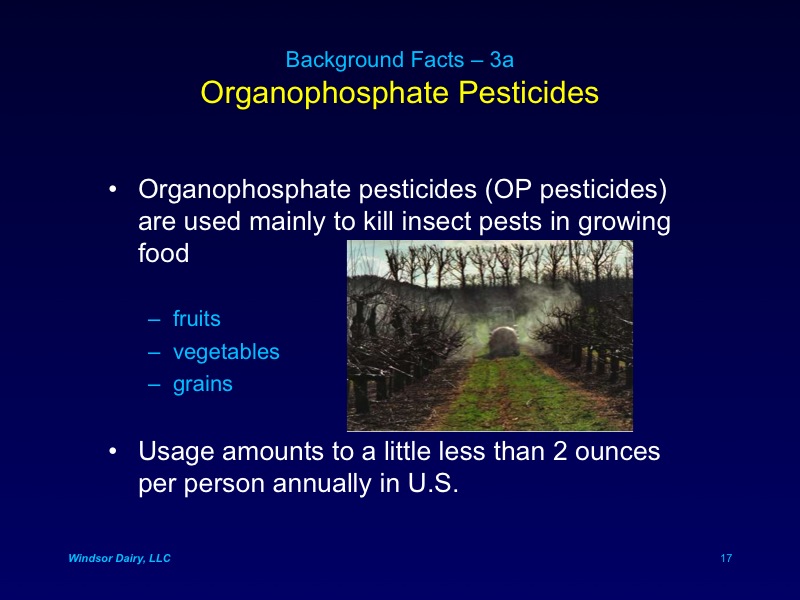 Background Facts – 3a
Organophosphate Pesticides
• Organophosphate pesticides (OP pesticides)
are used mainly to kill insect pests in growing
food
– fruits
– vegetables
– grains
• Usage amounts to a little less than 2 ounces
per person annually in U.S.
Windsor Dairy, LLC
17